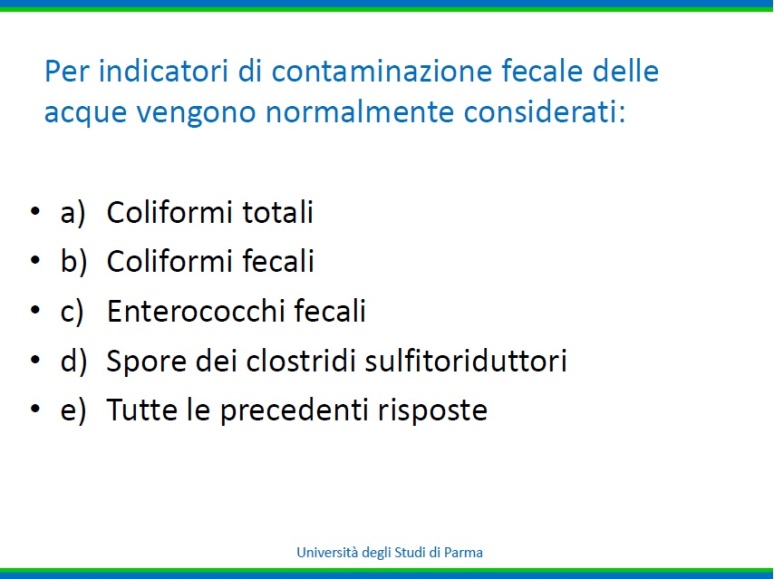 Per indicatori di contaminazione fecale delle
acque vengono normalmente considerati:
• a) Coliformi totali
• b) Coliformi fecali
• c) Enterococchi fecali
• d) Spore dei clostridi sulfitoriduttori
• e) Tutte le precedenti risposte
Università degli Studi di Parma